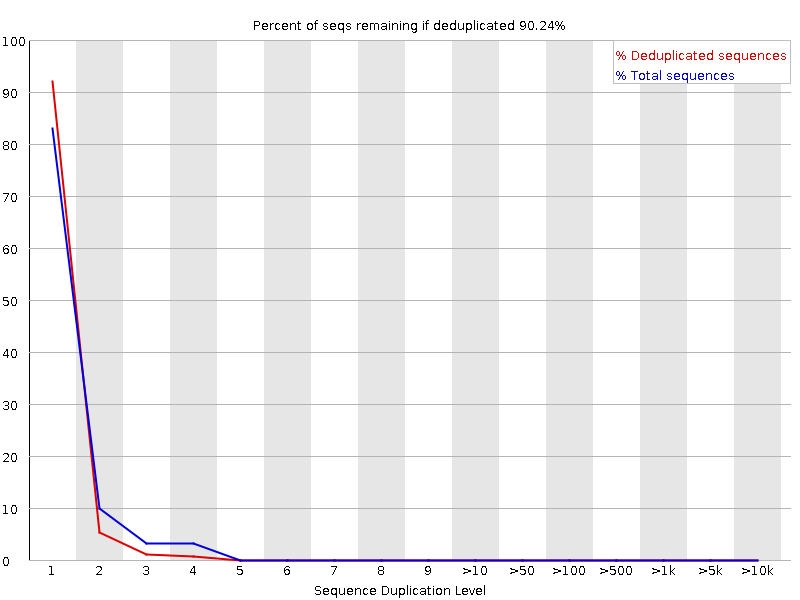 Percent of seqs remaining if deduplicated 90.24%
% Deduplicated sequences
% Total sequences
100
90
80
70
60
50
40
30
20
10
0
1 2 3 4 5 6 7 8 9 >10 >50 >100 >500 >1k >5k >10k
Sequence Duplication Level